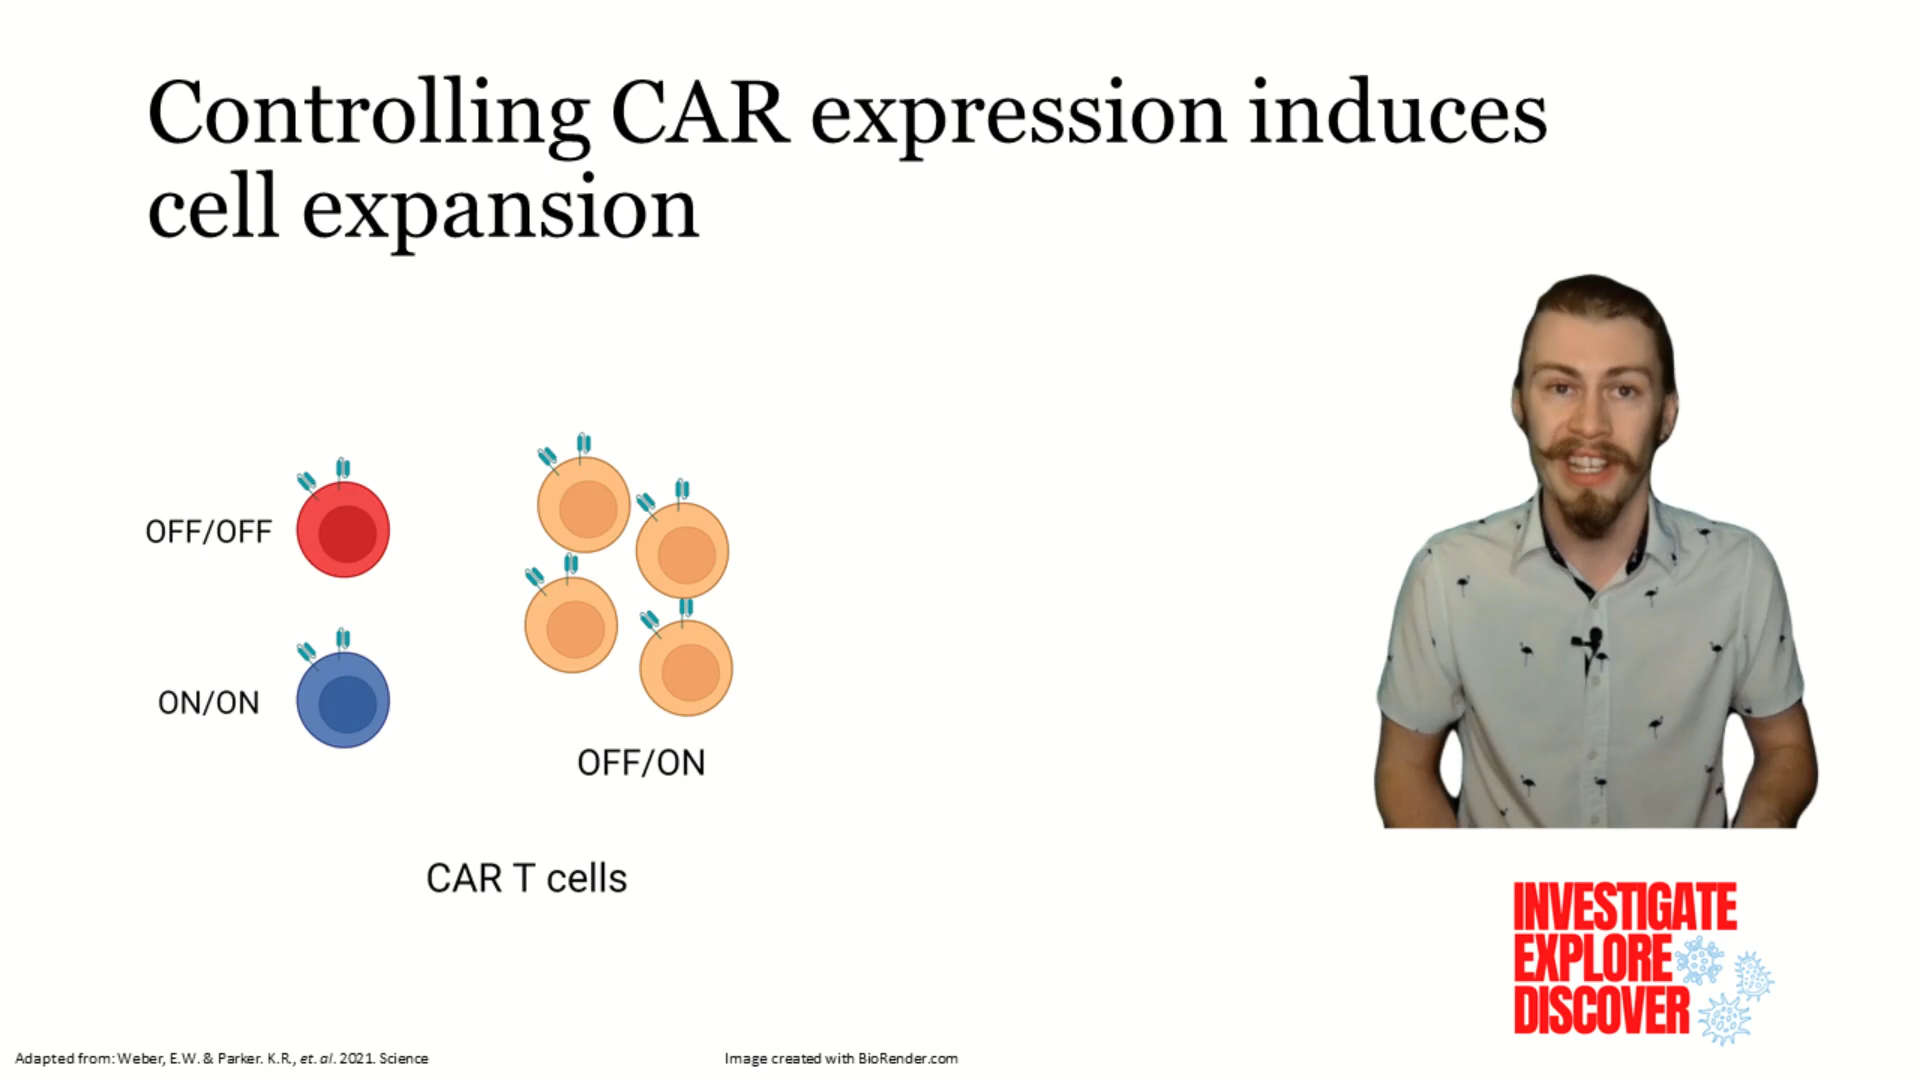 Controlling CAR expression induces
cell expansion
OFF/OFF
ON/ON
OFF/ON
CAR T cells
INVESTIGATE
EXPLORE
DISCOVER
Adapted from: Weber, E.W. & Parker. K.R., et. al. 2021. Science
Image created with BioRender.com